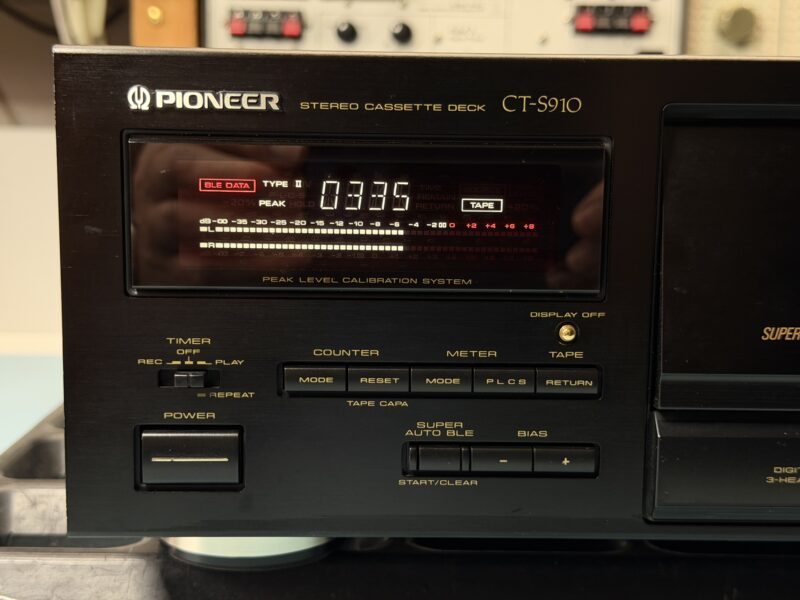 PIONEER STEREO CASSETTE DECK CT-S910
BLE DATA TYPE II 0335
PEAK TAPE
dB -∞ -35 -30 -25 -20 -15 -12 -10 -8 -6 -4 -2 0 +2 +4 +6 +8
L
R
PEAK LEVEL CALIBRATION SYSTEM
DISPLAY OFF
TIMER
OFF
REC PLAY
REPEAT
COUNTER METER TAPE
MODE RESET MODE PLCS RETURN
TAPE CAPA
POWER
SUPER
AUTO BLE BIAS
- +
START/CLEAR
SUPER
3-HEA